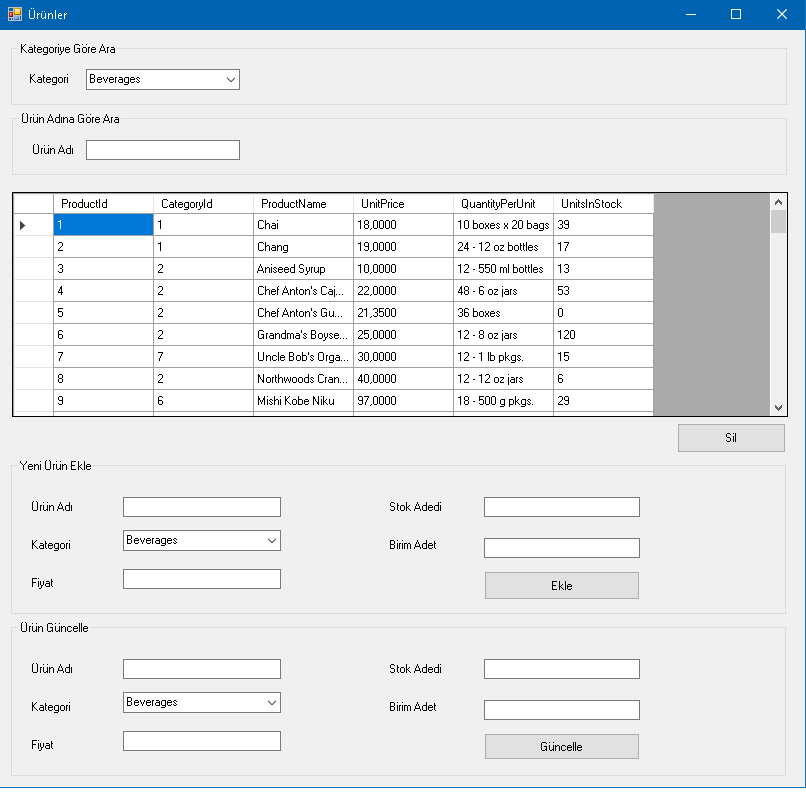 Ürünler
Kategoriye Göre Ara
Kategori Beverages
Ürün Adına Göre Ara
Ürün Adı
ProductId CategoryId ProductName UnitPrice QuantityPerUnit UnitsInStock
1 1 Chai 18,0000 10 boxes x 20 bags 39
2 1 Chang 19,0000 24 - 12 oz bottles 17
3 2 Aniseed Syrup 10,0000 12 - 550 ml bottles 13
4 2 Chef Anton's Caj... 22,0000 48 - 6 oz jars 53
5 2 Chef Anton's Gu... 21,3500 36 boxes 0
6 2 Grandma's Boyse... 25,0000 12 - 8 oz jars 120
7 7 Uncle Bob's Orga... 30,0000 12 - 1 lb pkgs. 15
8 2 Northwoods Cran... 40,0000 12 - 12 oz jars 6
9 6 Mishi Kobe Niku 97,0000 18 - 500 g pkgs. 29
Sil
Yeni Ürün Ekle
Ürün Adı Stok Adedi
Kategori Beverages Birim Adet
Fiyat Ekle
Ürün Güncelle
Ürün Adı Stok Adedi
Kategori Beverages Birim Adet
Fiyat Güncelle